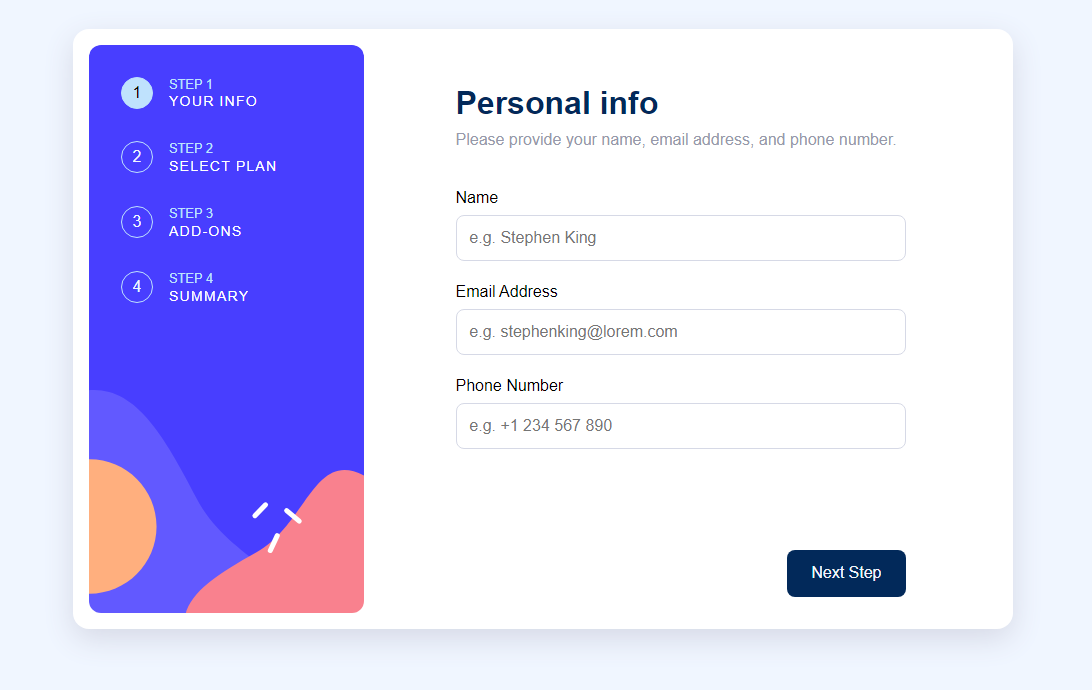 1
STEP 1
YOUR INFO
2
STEP 2
SELECT PLAN
3
STEP 3
ADD-ONS
4
STEP 4
SUMMARY
Personal info
Please provide your name, email address, and phone number.
Name
e.g. Stephen King
Email Address
e.g. stephenking@lorem.com
Phone Number
e.g. +1 234 567 890
Next Step